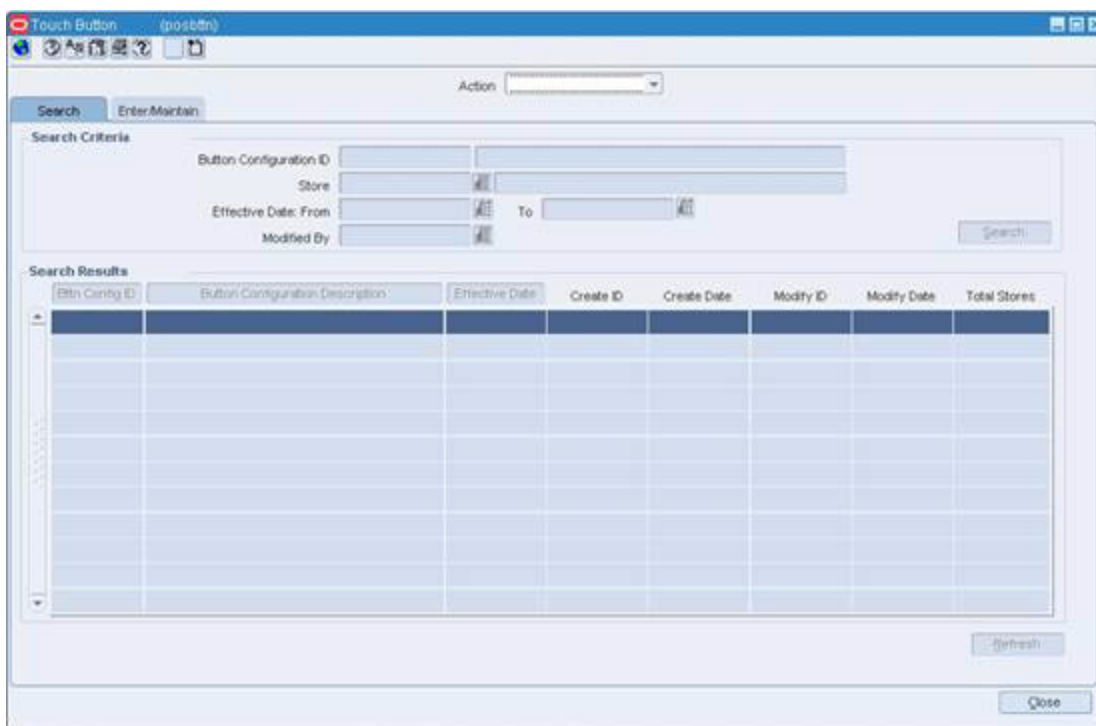 Touch Button (posbttn)
Action
Search Enter/Maintain
Search Criteria
Button Configuration ID
Store
Effective Date: From To
Modified By
Search
Search Results
Bttn Config ID Button Configuration Description Effective Date Create ID Create Date Modify ID Modify Date Total Stores
Refresh
Close